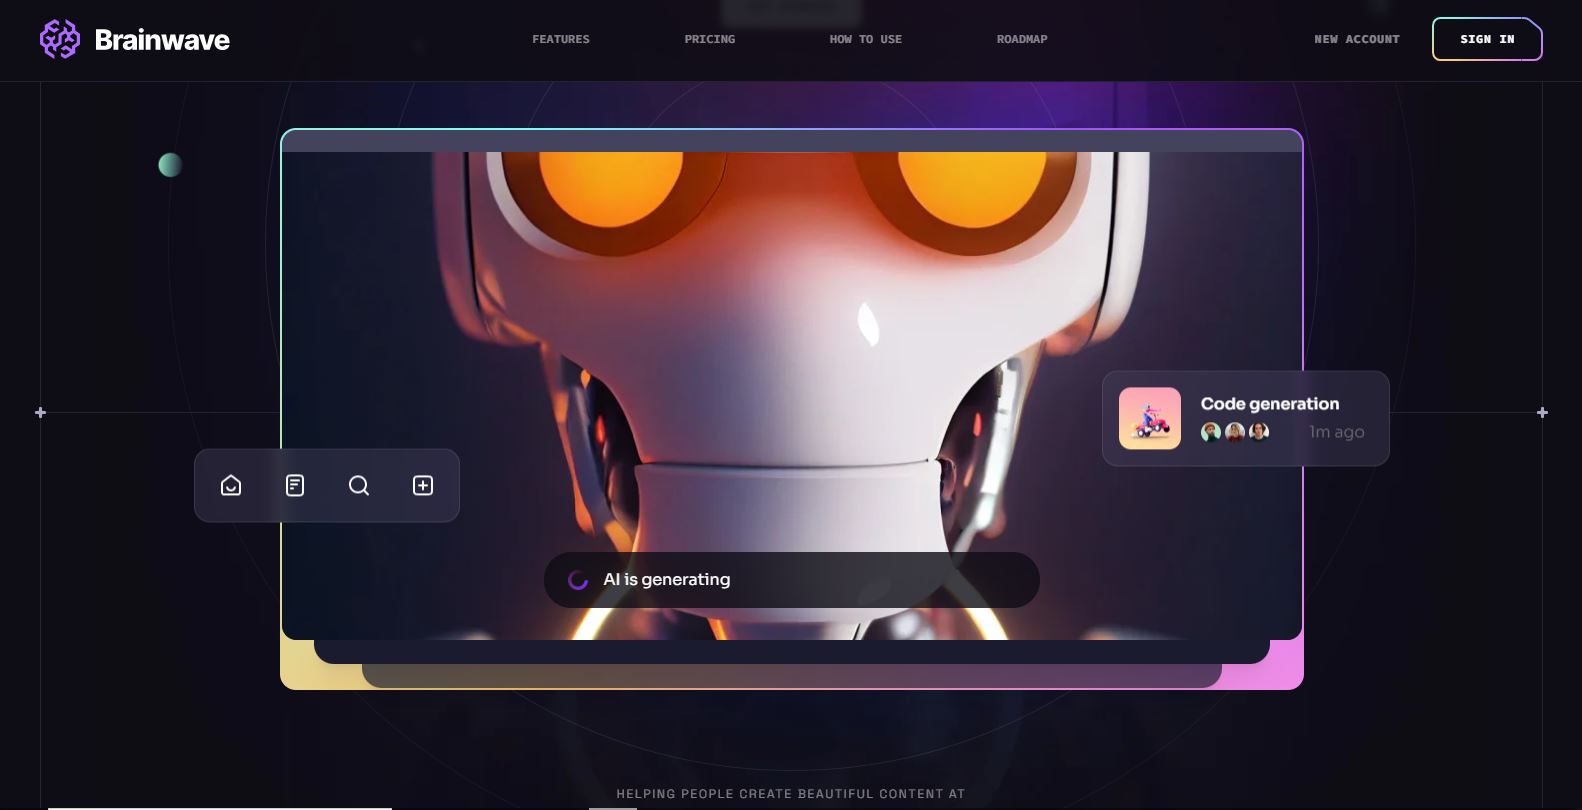 Brainwave
FEATURES
PRICING
HOW TO USE
ROADMAP
NEW ACCOUNT
SIGN IN
Code generation
1m ago
AI is generating
HELPING PEOPLE CREATE BEAUTIFUL CONTENT AT